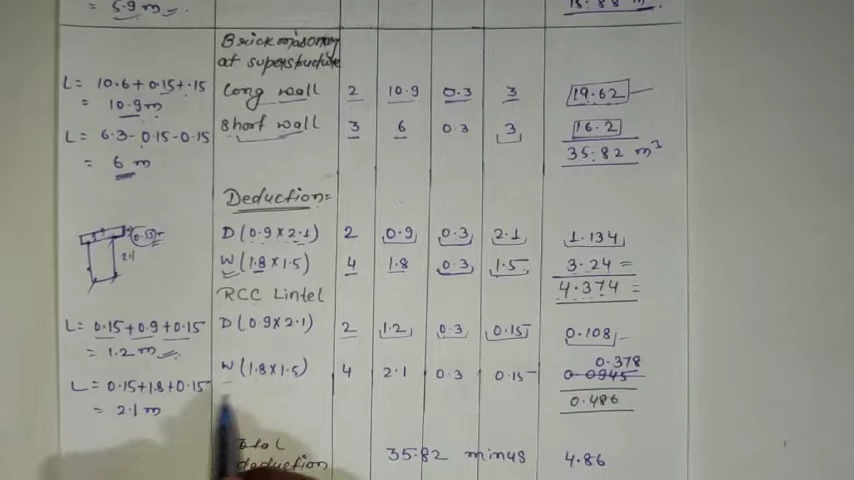 = 5.9 m
15.88 m
Brick masonry
at superstucture
L = 10.6 + 0.15 + .15
Long wall 2 10.9 0.3 3 19.62
= 10.9 m
L = 6.3 - 0.15 - 0.15
Short wall 3 6 0.3 3 16.2
= 6 m
35.82 m³
Deduction:=
D (0.9 × 2.1) 2 0.9 0.3 2.1 1.134
2.1
W (1.8 × 1.5) 4 1.8 0.3 1.5 3.24 =
RCC Lintel 4.374 =
L = 0.15 + 0.9 + 0.15
D (0.9 × 2.1) 2 1.2 0.3 0.15 0.108
= 1.2 m
0.378
W (1.8 × 1.5) 4 2.1 0.3 0.15 0.0945
L = 0.15 + 1.8 + 0.15
0.486
= 2.1 m
deduction 35.82 minus 4.86